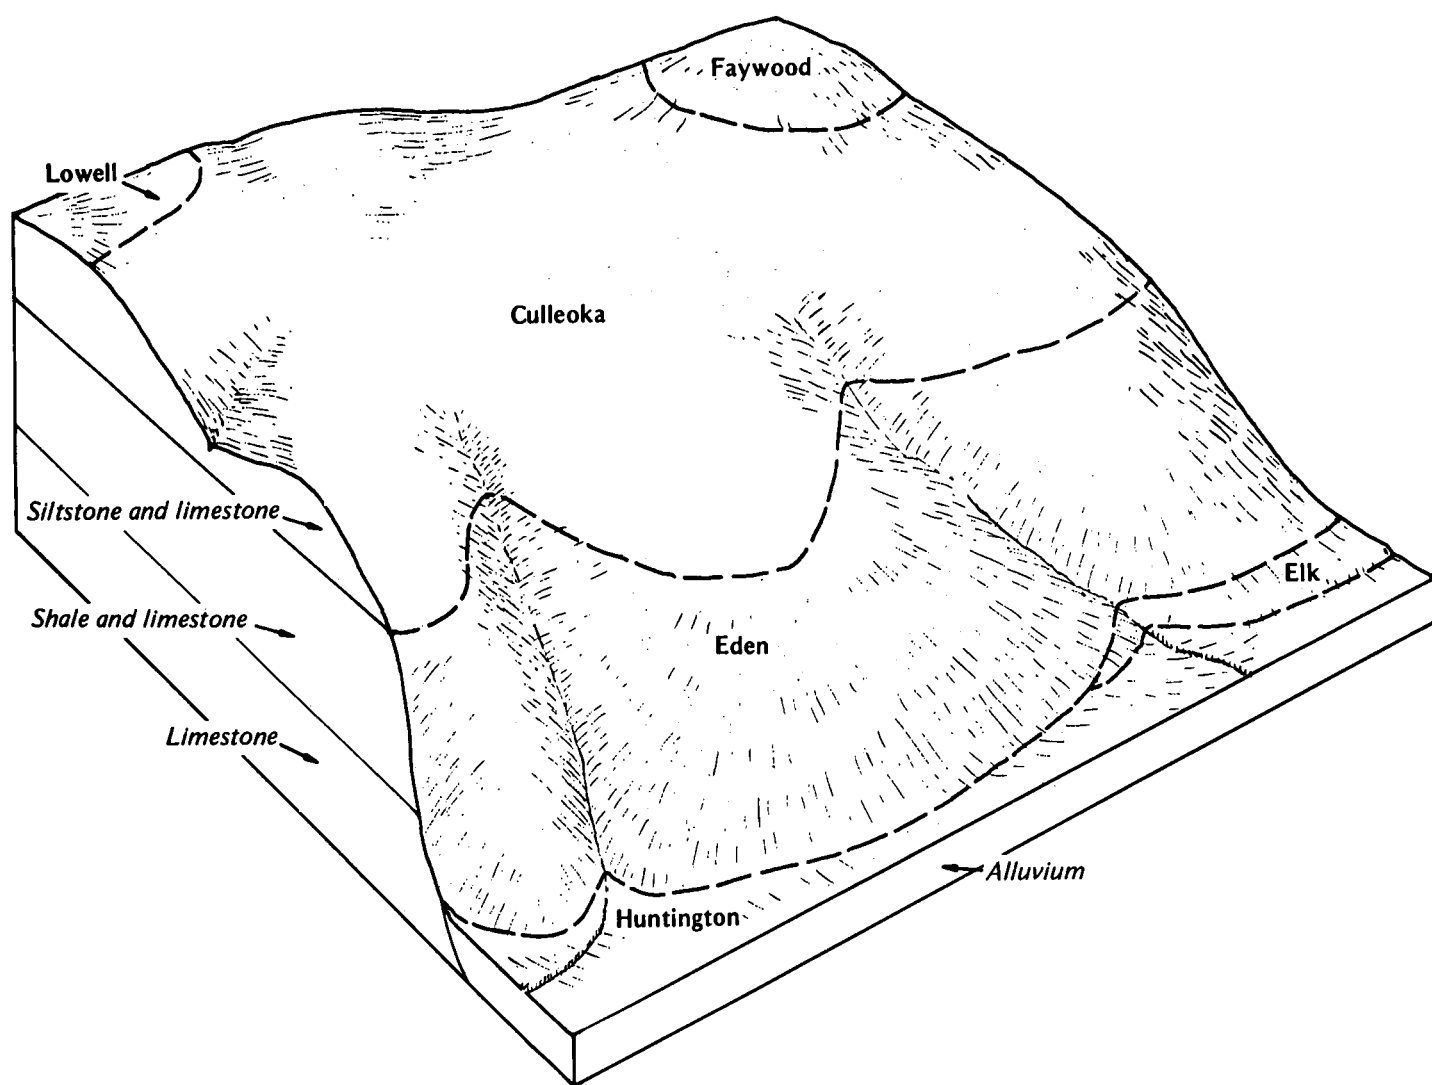 Faywood
Lowell
Culleoka
Siltstone and limestone
Elk
Shale and limestone
Eden
Limestone
Alluvium
Huntington